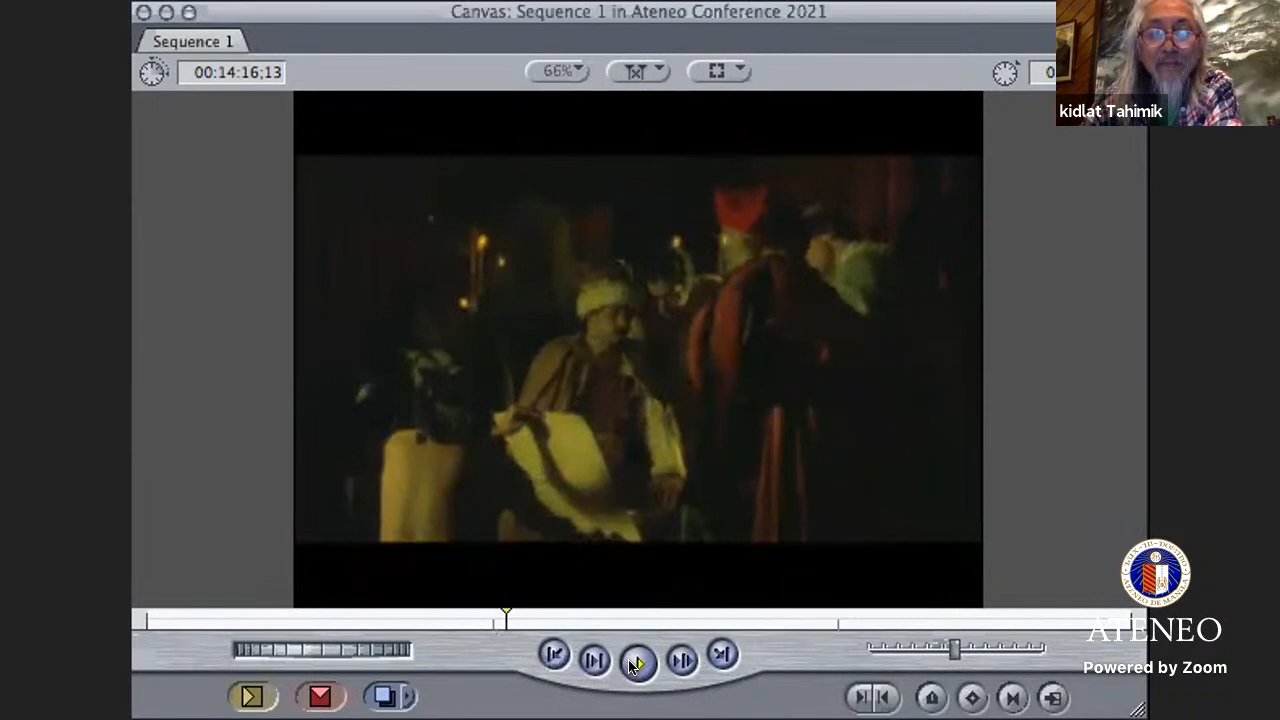 Canvas: Sequence 1 in Ateneo Conference 2021
Sequence 1
00:14:16;13
66%
0
kidlat Tahimik
ATENEO
Powered by Zoom